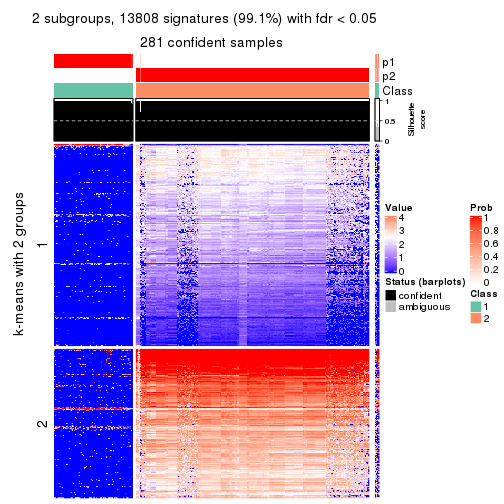 2 subgroups, 13808 signatures (99.1%) with fdr < 0.05
281 confident samples
p1
p2
Class
1
0.5
0
Silhouette
score
k-means with 2 groups
1
2
Value
4
3
2
1
0
Status (barplots)
confident
ambiguous
Prob
1
0.8
0.6
0.4
0.2
0
Class
1
2